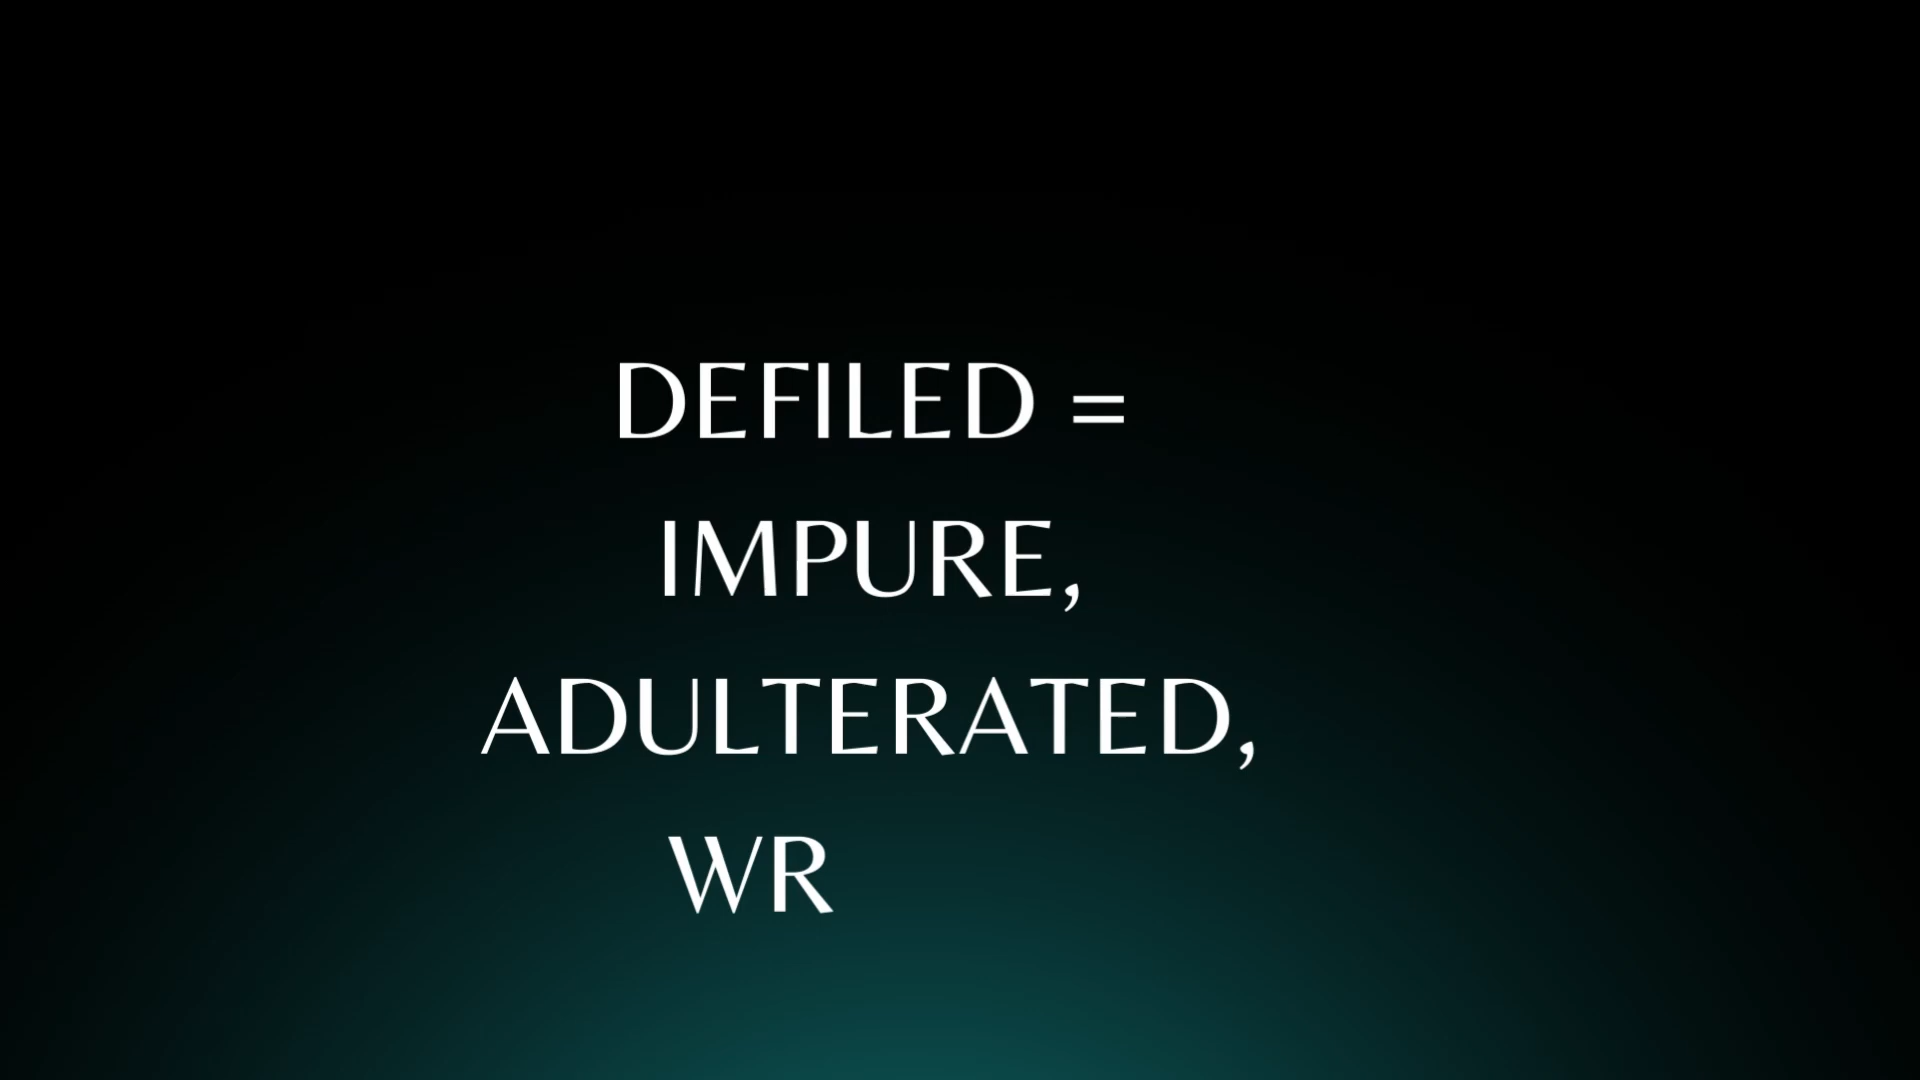 DEFILED =
IMPURE,
ADULTERATED,
WR